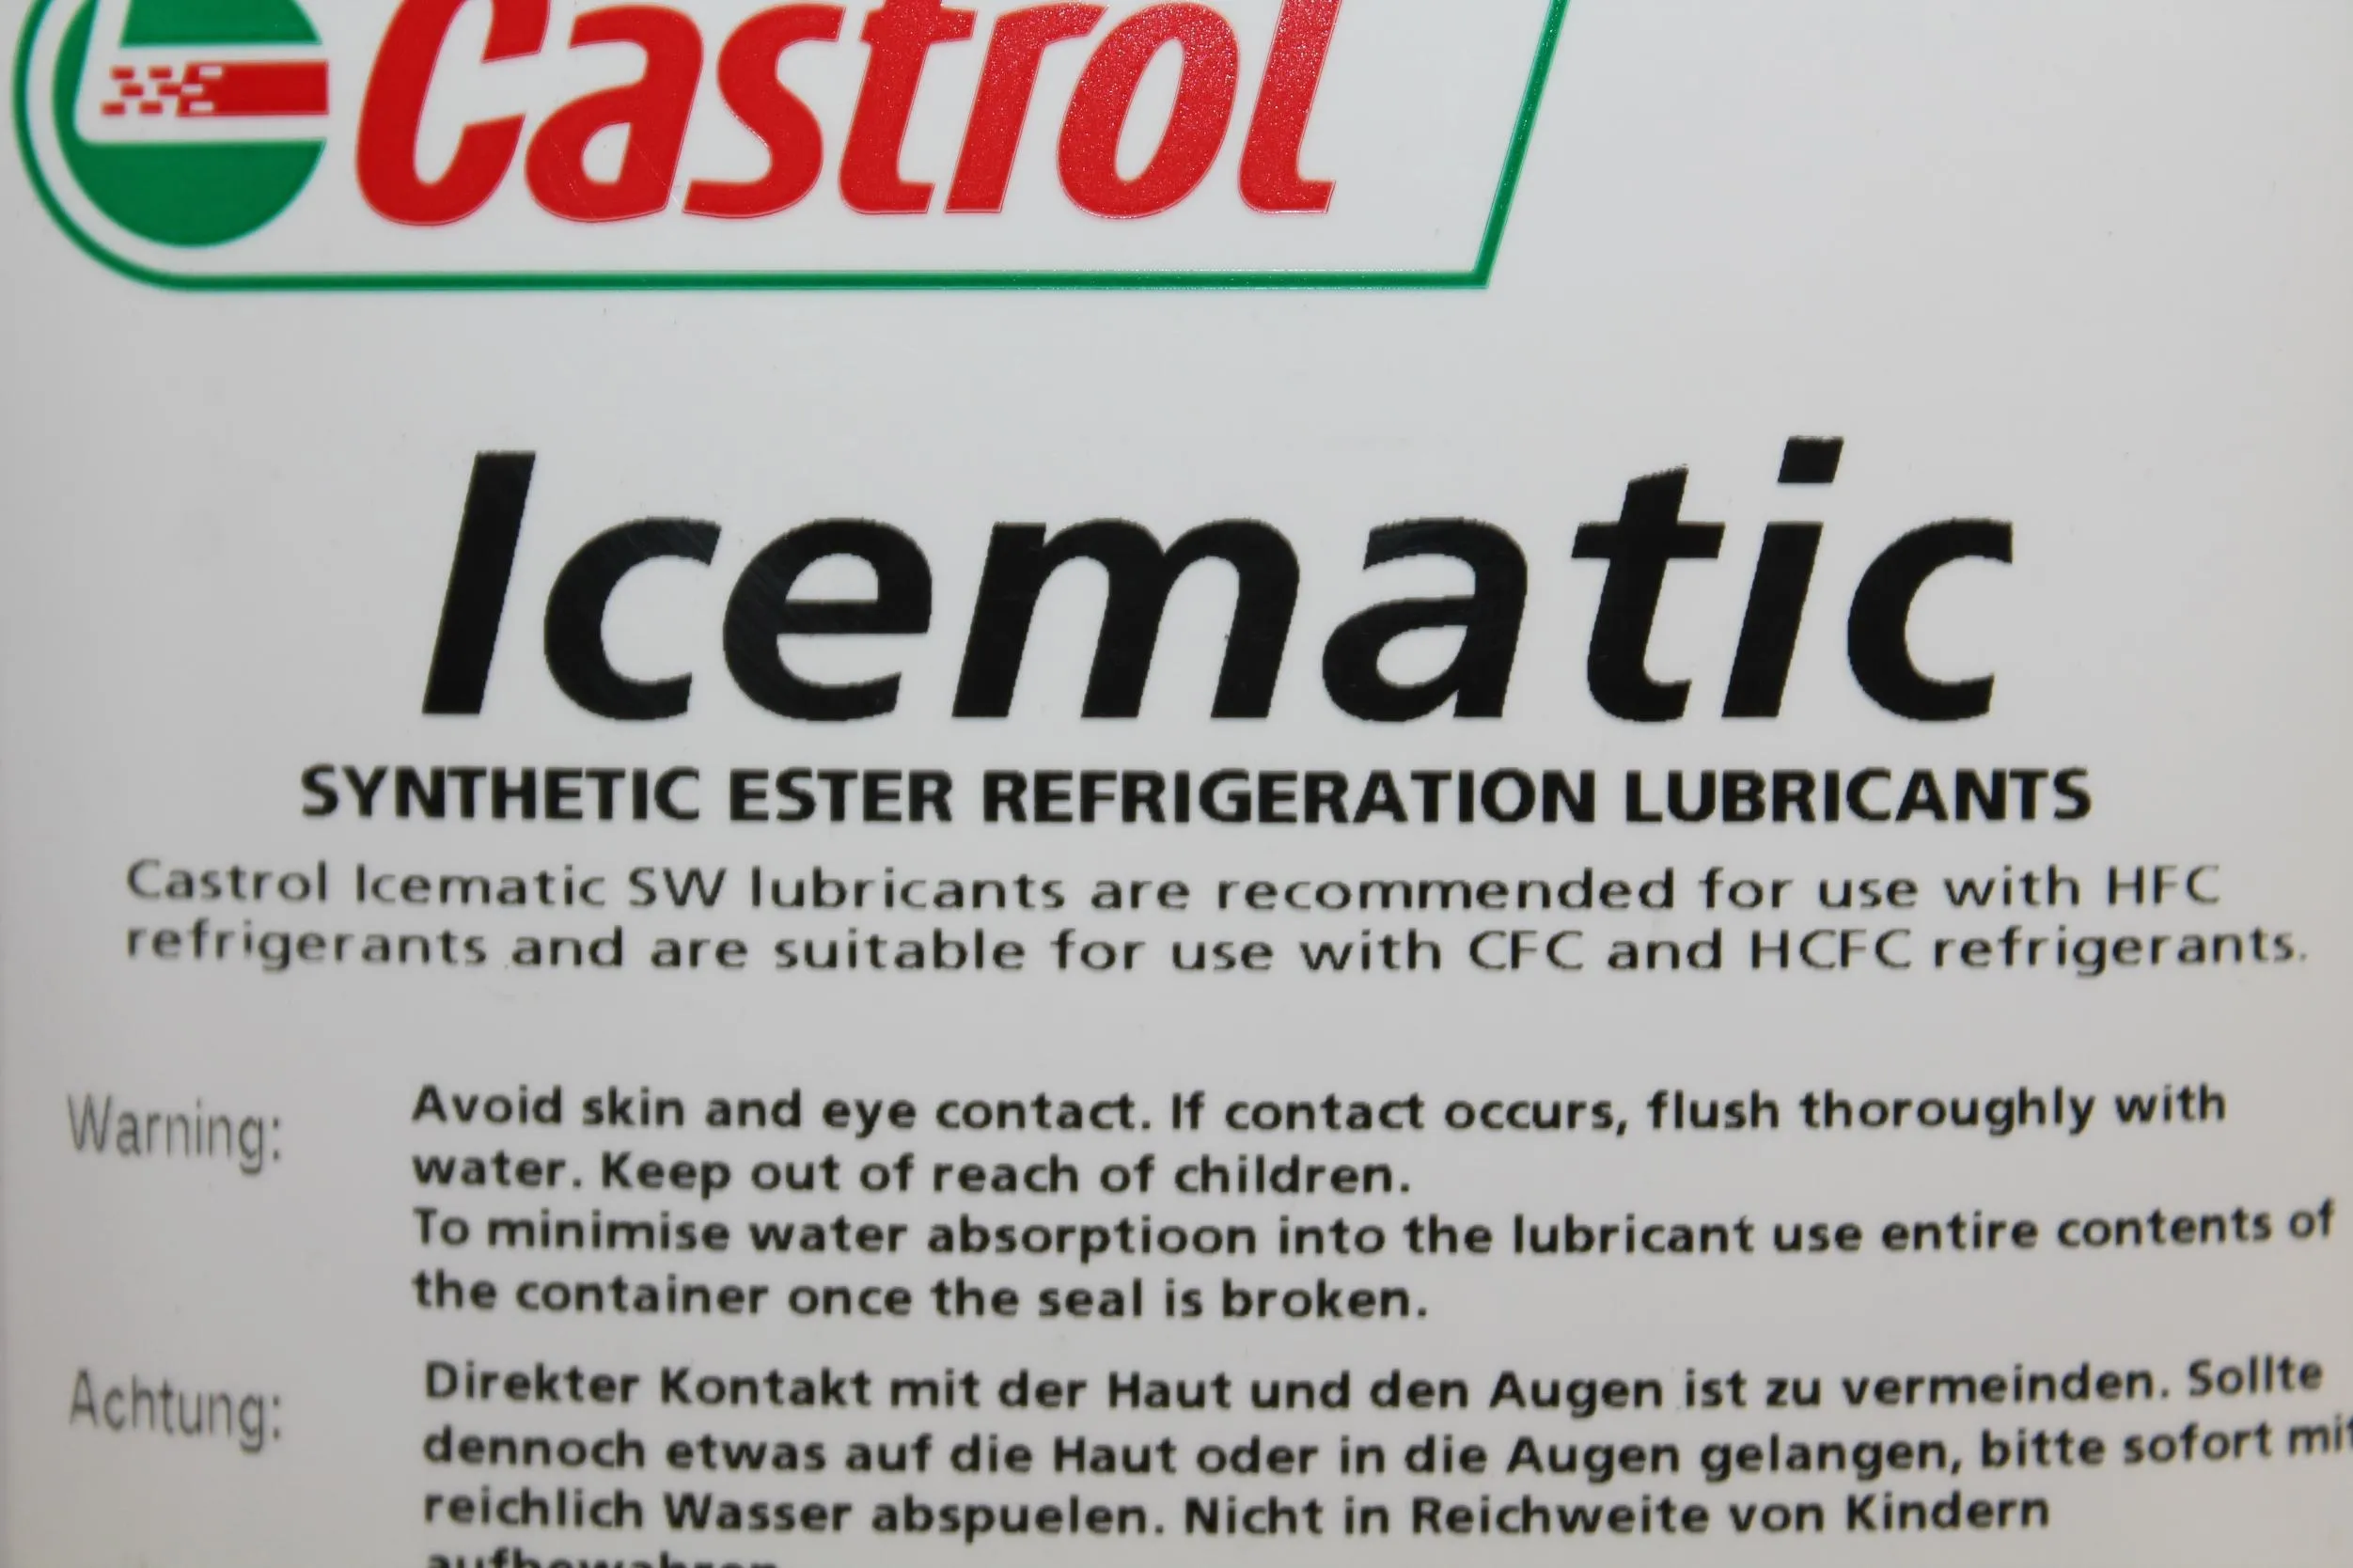 Castrol
Icematic
SYNTHETIC ESTER REFRIGERATION LUBRICANTS
Castrol Icematic SW lubricants are recommended for use with HFC
refrigerants and are suitable for use with CFC and HCFC refrigerants.
Warning: Avoid skin and eye contact. If contact occurs, flush thoroughly with
water. Keep out of reach of children.
To minimise water absorptioon into the lubricant use entire contents of
the container once the seal is broken.
Achtung: Direkter Kontakt mit der Haut und den Augen ist zu vermeinden. Sollte
dennoch etwas auf die Haut oder in die Augen gelangen, bitte sofort mit
reichlich Wasser abspuelen. Nicht in Reichweite von Kindern
aufbewahren